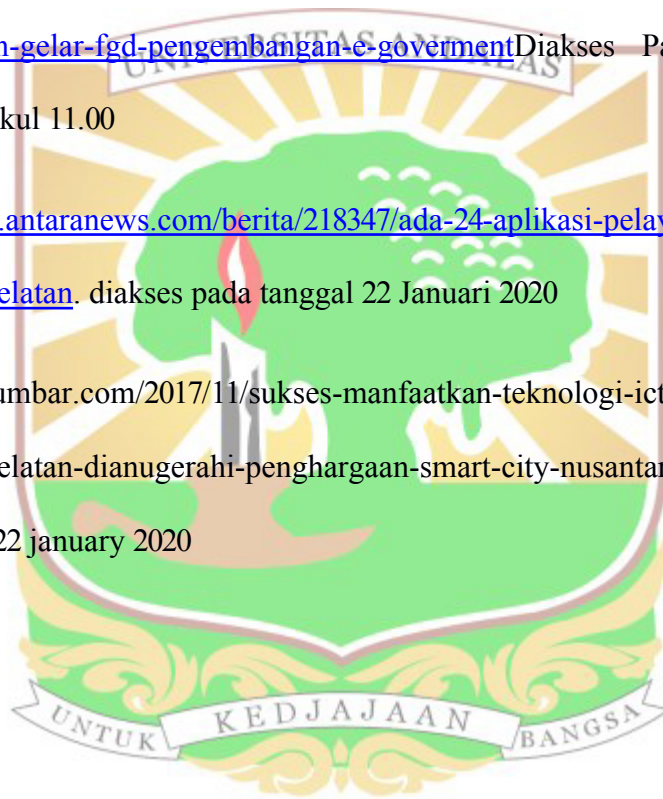 n-gelar-fgd-pengembangan-e-govermentDiakses Pa
UNIVERSITAS ANDALAS
kul 11.00
.antaranews.com/berita/218347/ada-24-aplikasi-pelay
elatan. diakses pada tanggal 22 Januari 2020
umbar.com/2017/11/sukses-manfaatkan-teknologi-ict
elatan-dianugerahi-penghargaan-smart-city-nusantar
22 january 2020
UNTUK KEDJAJAAN BANGSA